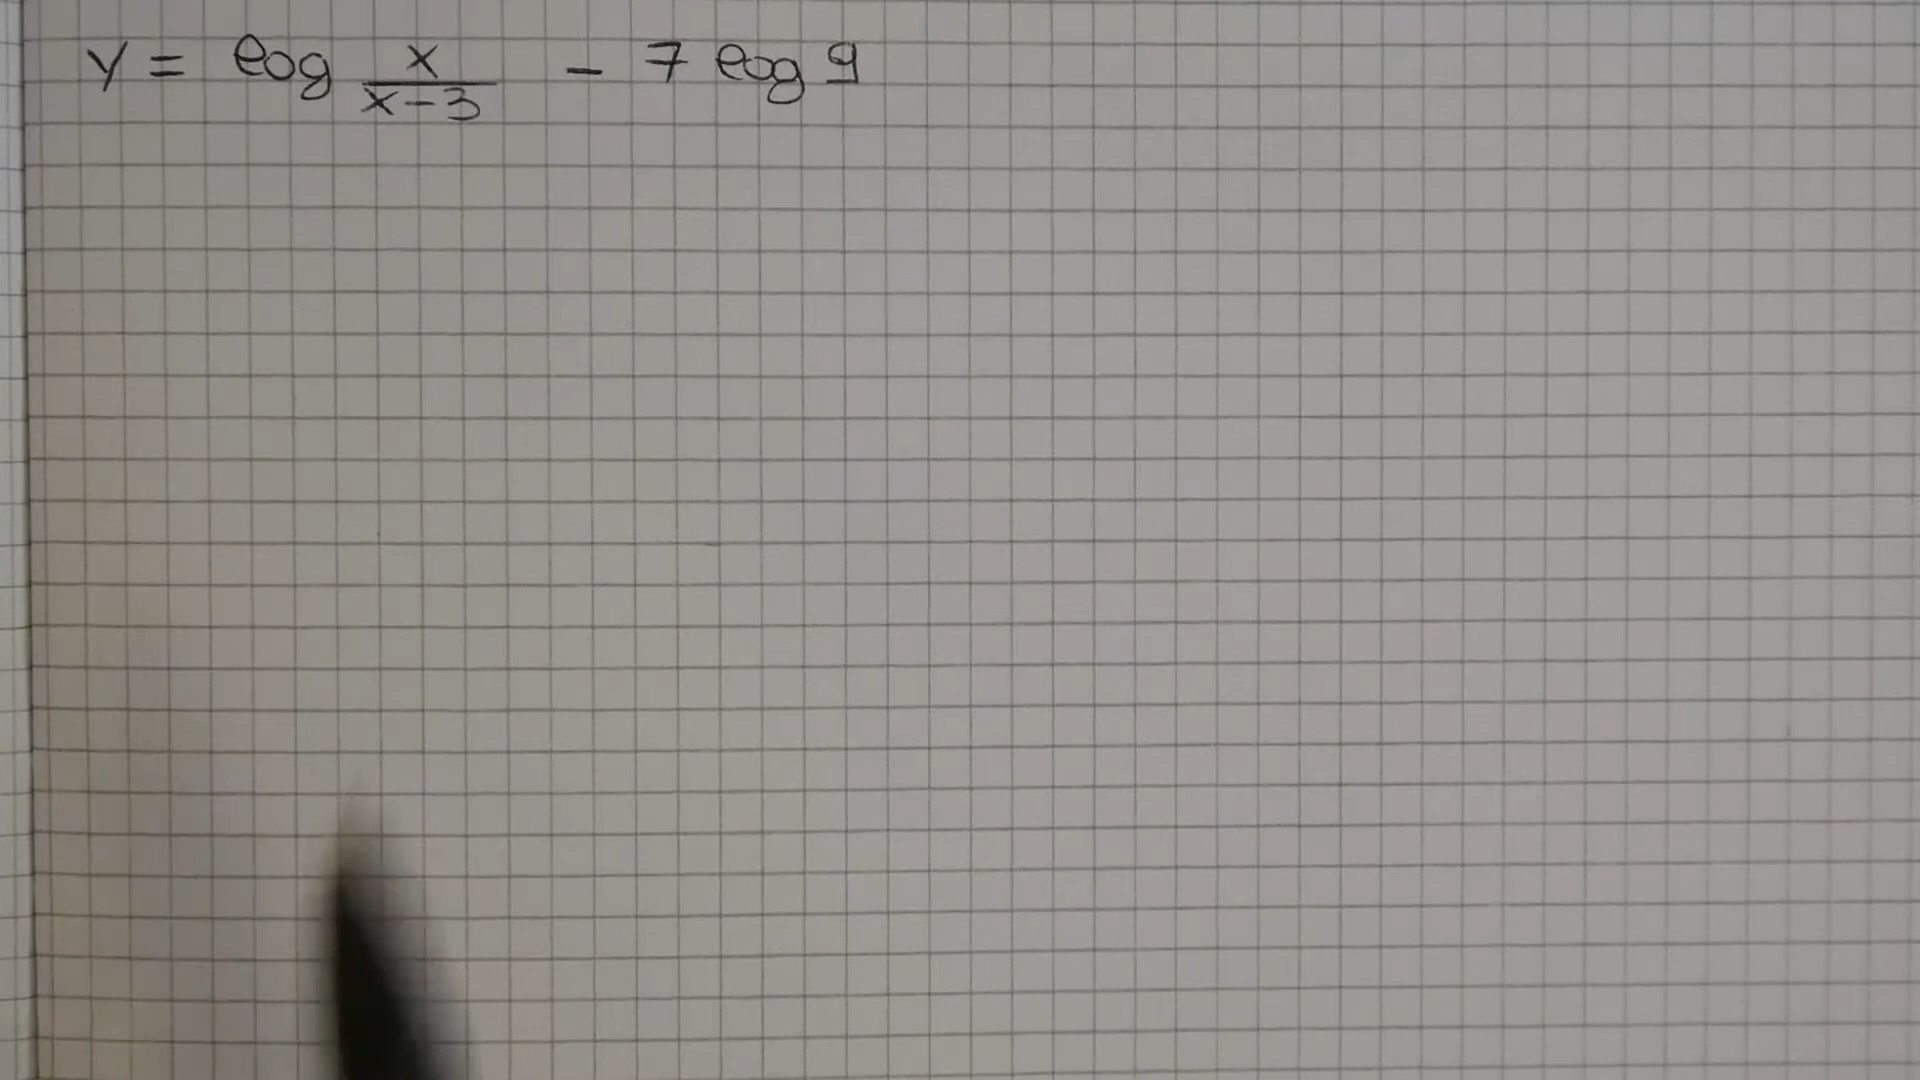 y = log x/(x-3) - 7 log 9